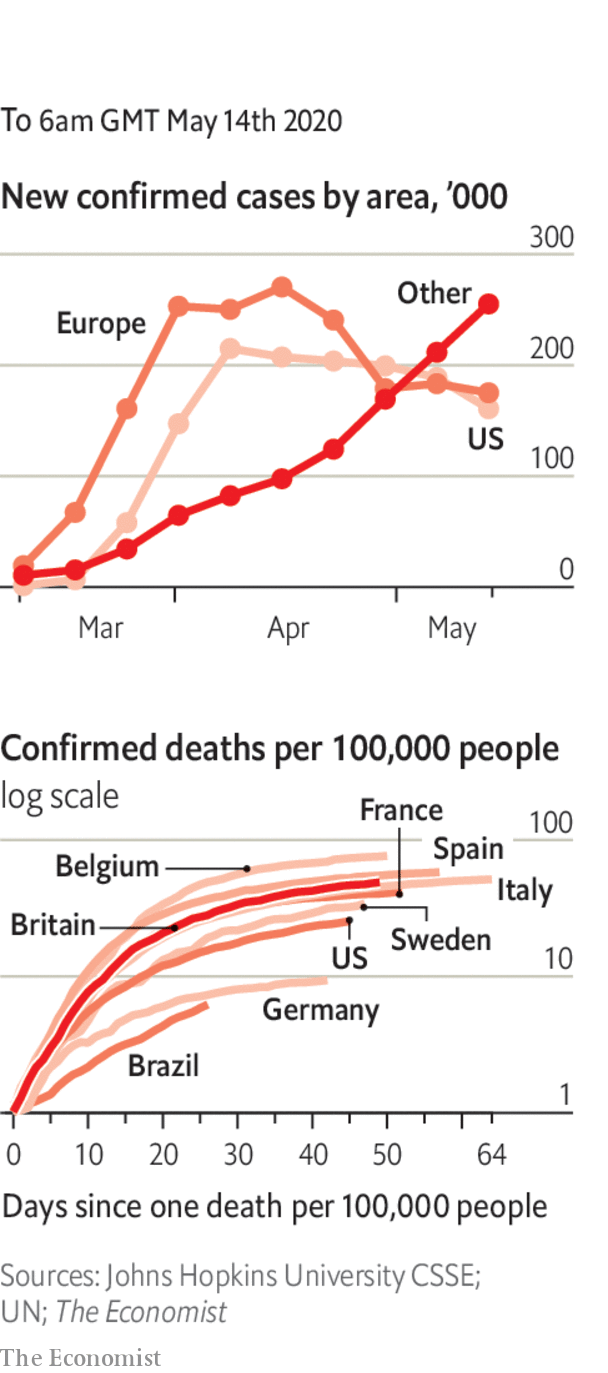 To 6am GMT May 14th 2020
New confirmed cases by area, ’000
300
Other
Europe
200
US
100
0
Mar
Apr
May
Confirmed deaths per 100,000 people
log scale
France
100
Spain
Belgium
Italy
Britain
Sweden
US
10
Germany
Brazil
1
0 10 20 30 40 50 64
Days since one death per 100,000 people
Sources: Johns Hopkins University CSSE;
UN; The Economist
The Economist